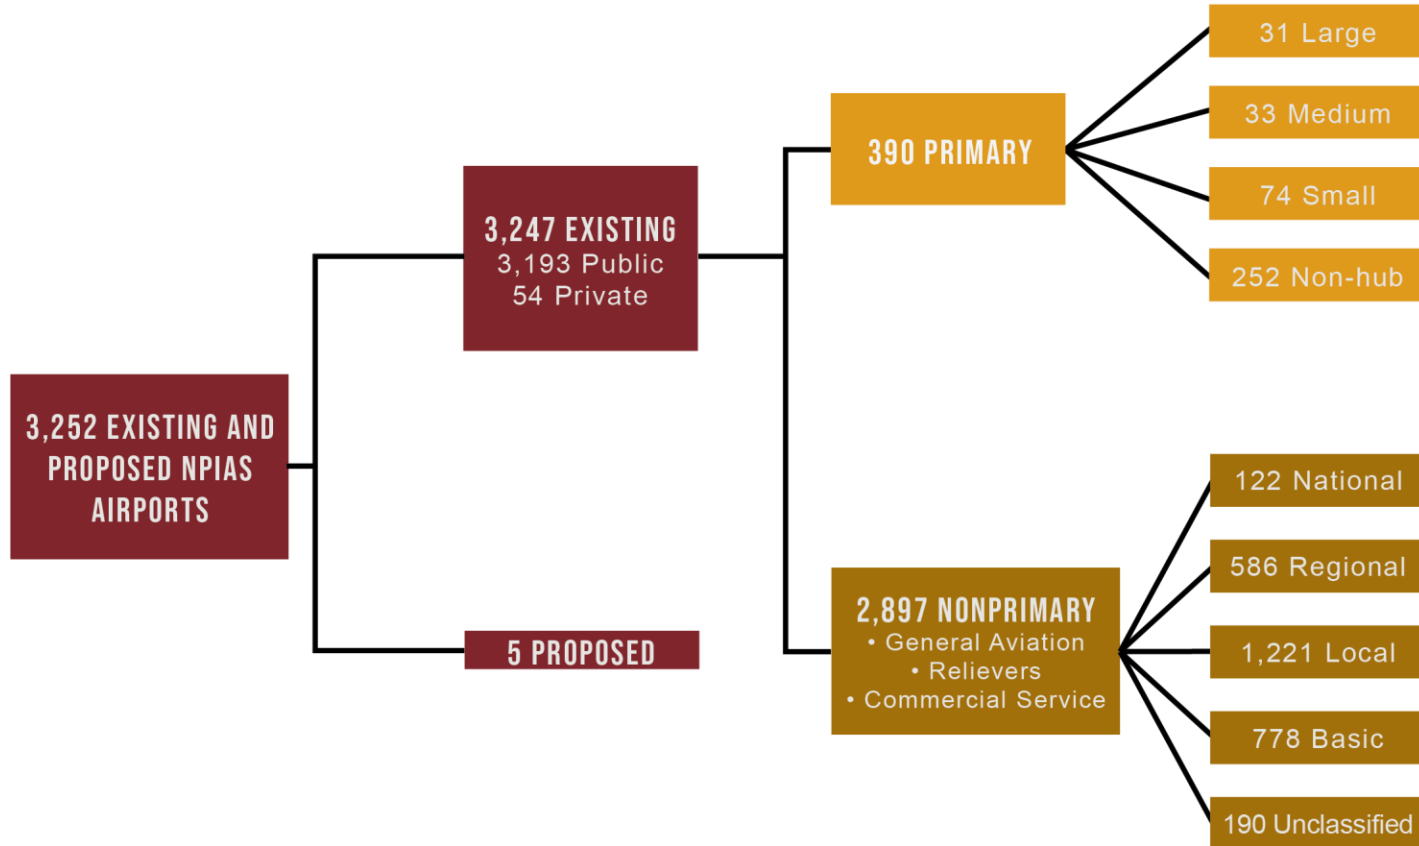 3,252 EXISTING AND
PROPOSED NPIAS
AIRPORTS
3,247 EXISTING
3,193 Public
54 Private
5 PROPOSED
390 PRIMARY
31 Large
33 Medium
74 Small
252 Non-hub
2,897 NONPRIMARY
• General Aviation
• Relievers
• Commercial Service
122 National
586 Regional
1,221 Local
778 Basic
190 Unclassified